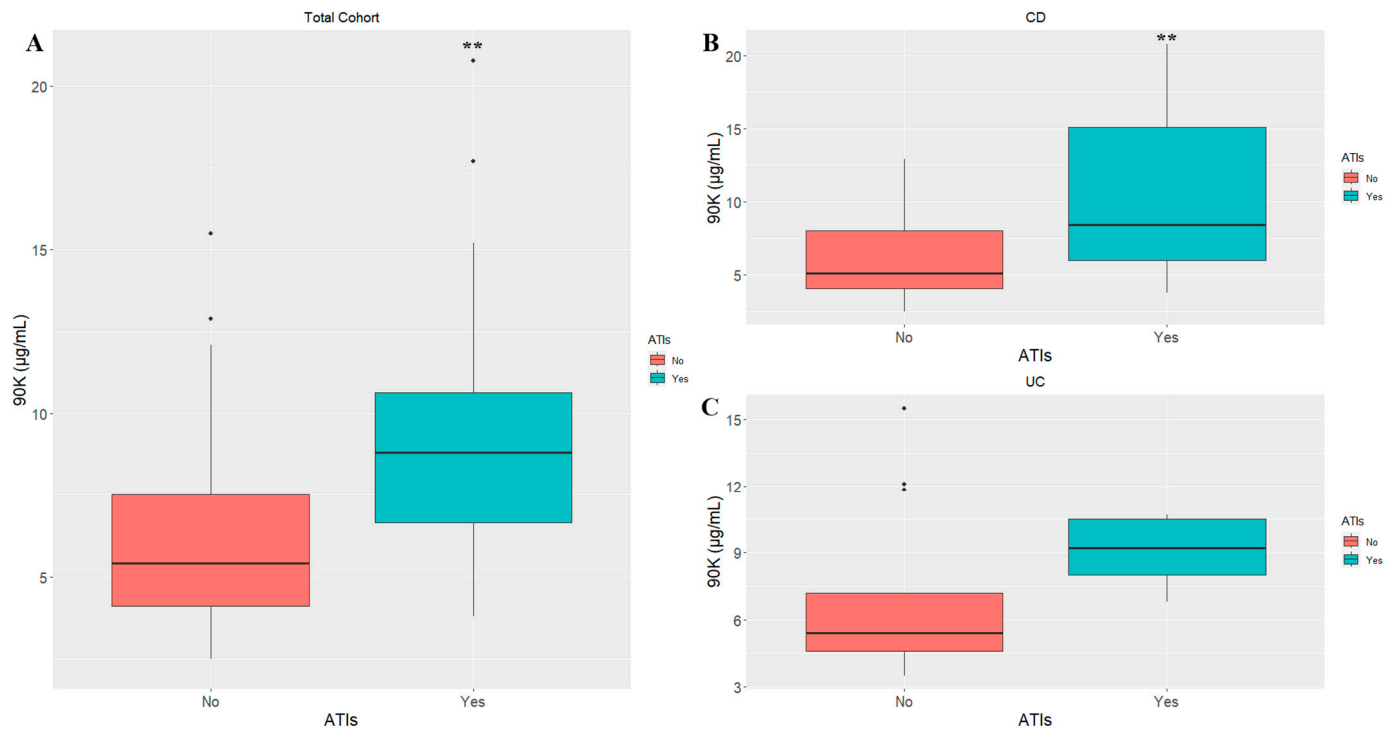 Total Cohort
A
**
20
15
10
5
90K (µg/mL)
No
Yes
ATIs
ATIs
No
Yes
CD
B
**
20
15
10
5
90K (µg/mL)
No
Yes
ATIs
ATIs
No
Yes
UC
C
15
12
9
6
3
90K (µg/mL)
No
Yes
ATIs
ATIs
No
Yes